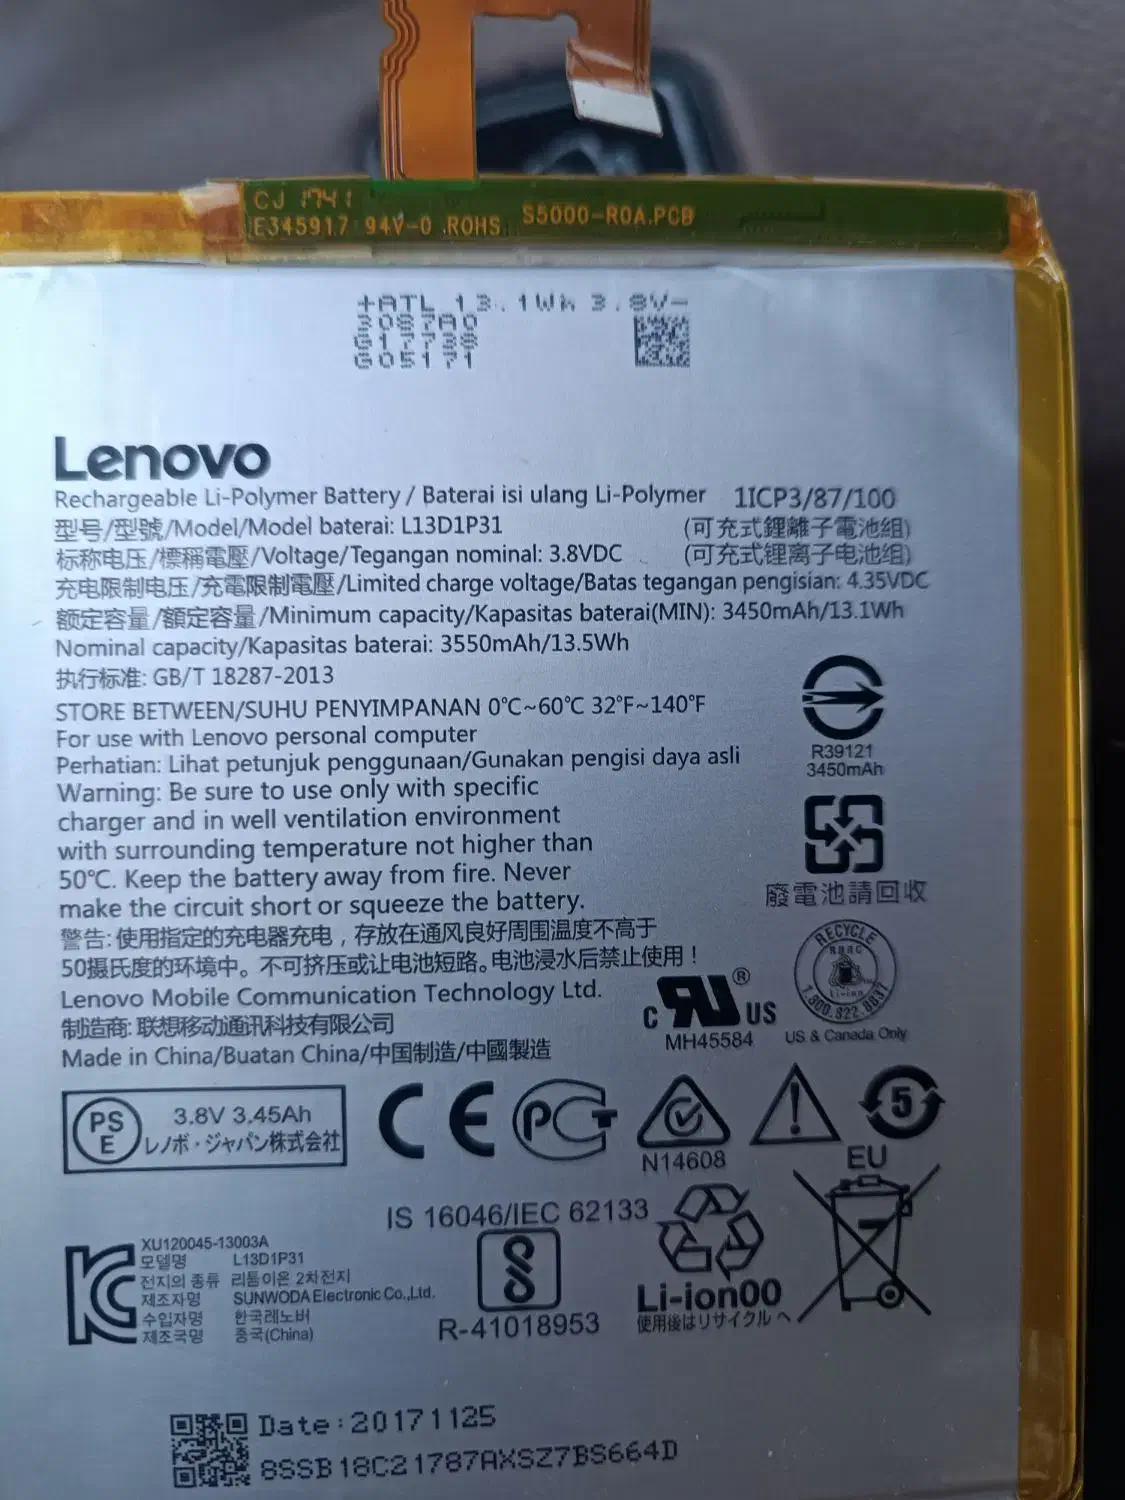 CJ 1741
E345917 94V-0 .ROHS S5000-R0A.PCB
+ATL 13.1Wh 3.8V-
3087A0
G17738
G05171
Lenovo
Rechargeable Li-Polymer Battery / Baterai isi ulang Li-Polymer 1ICP3/87/100
型号/型號/Model/Model baterai: L13D1P31 (可充式鋰離子電池組)
标称电压/標稱電壓/Voltage/Tegangan nominal: 3.8VDC (可充式锂离子电池组)
充电限制电压/充電限制電壓/Limited charge voltage/Batas tegangan pengisian: 4.35VDC
额定容量/額定容量/Minimum capacity/Kapasitas baterai(MIN): 3450mAh/13.1Wh
Nominal capacity/Kapasitas baterai: 3550mAh/13.5Wh
执行标准: GB/T 18287-2013
STORE BETWEEN/SUHU PENYIMPANAN 0℃~60℃ 32℉~140℉
For use with Lenovo personal computer
Perhatian: Lihat petunjuk penggunaan/Gunakan pengisi daya asli
Warning: Be sure to use only with specific
charger and in well ventilation environment
with surrounding temperature not higher than
50℃. Keep the battery away from fire. Never
make the circuit short or squeeze the battery.
警告: 使用指定的充电器充电，存放在通风良好周围温度不高于
50摄氏度的环境中。不可挤压或让电池短路。电池浸水后禁止使用！
Lenovo Mobile Communication Technology Ltd.
制造商: 联想移动通讯科技有限公司
Made in China/Buatan China/中国制造/中國製造
R39121
3450mAh
廢電池請回收
RECYCLE
RBRC
Li-ion
1.800.822.8837
US & Canada Only
c RU ® US
MH45584
PS
E
3.8V 3.45Ah
レノボ・ジャパン株式会社
CE
PCT
N14608
5
EU
IS 16046/IEC 62133
R-41018953
Li-ion00
使用後はリサイクルへ
XU120045-13003A
모델명 L13D1P31
전지의 종류 리튬이온 2차전지
제조자명 SUNWODA Electronic Co.,Ltd.
수입자명 한국레노버
제조국명 중국(China)
Date:20171125
8SSB18C21787AXSZ7BS664D